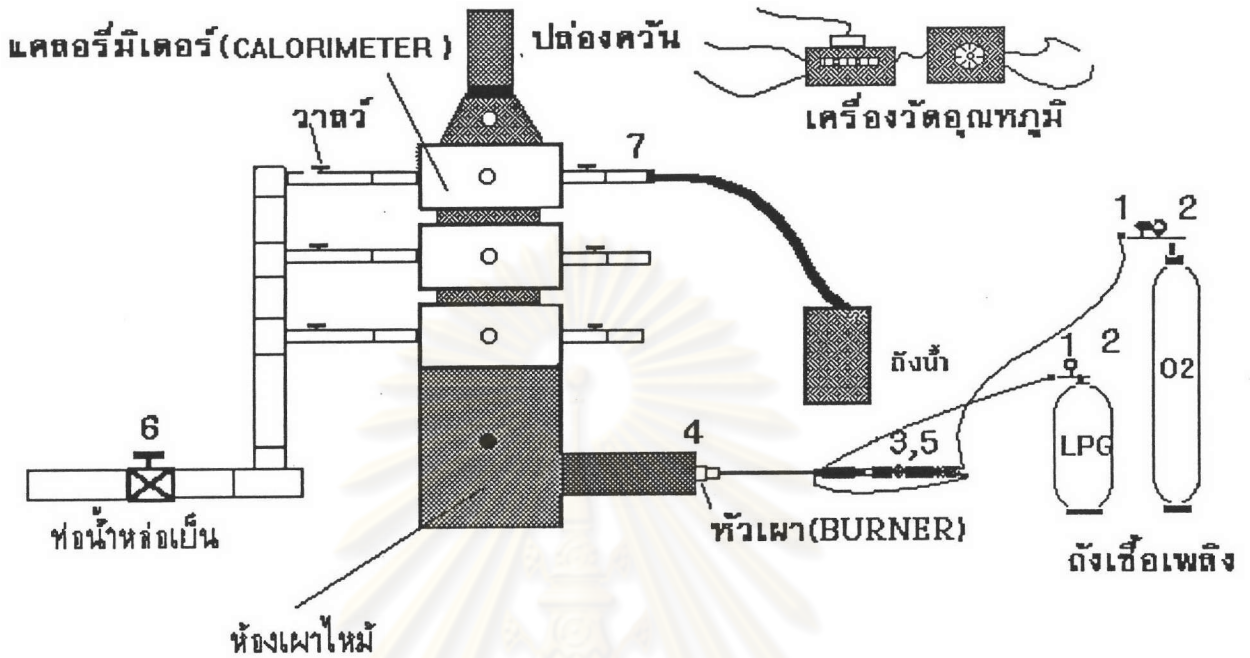 แคลอรี่มิเตอร์(CALORIMETER )
ปล่องควัน
เครื่องวัดอุณหภูมิ
วาลว์
7
1 2
1 2
O2
LPG
ถังน้ำ
6
4
3,5
ท่อน้ำหล่อเย็น
หัวเผา(BURNER)
ถังเชื้อเพลิง
ห้องเผาไหม้